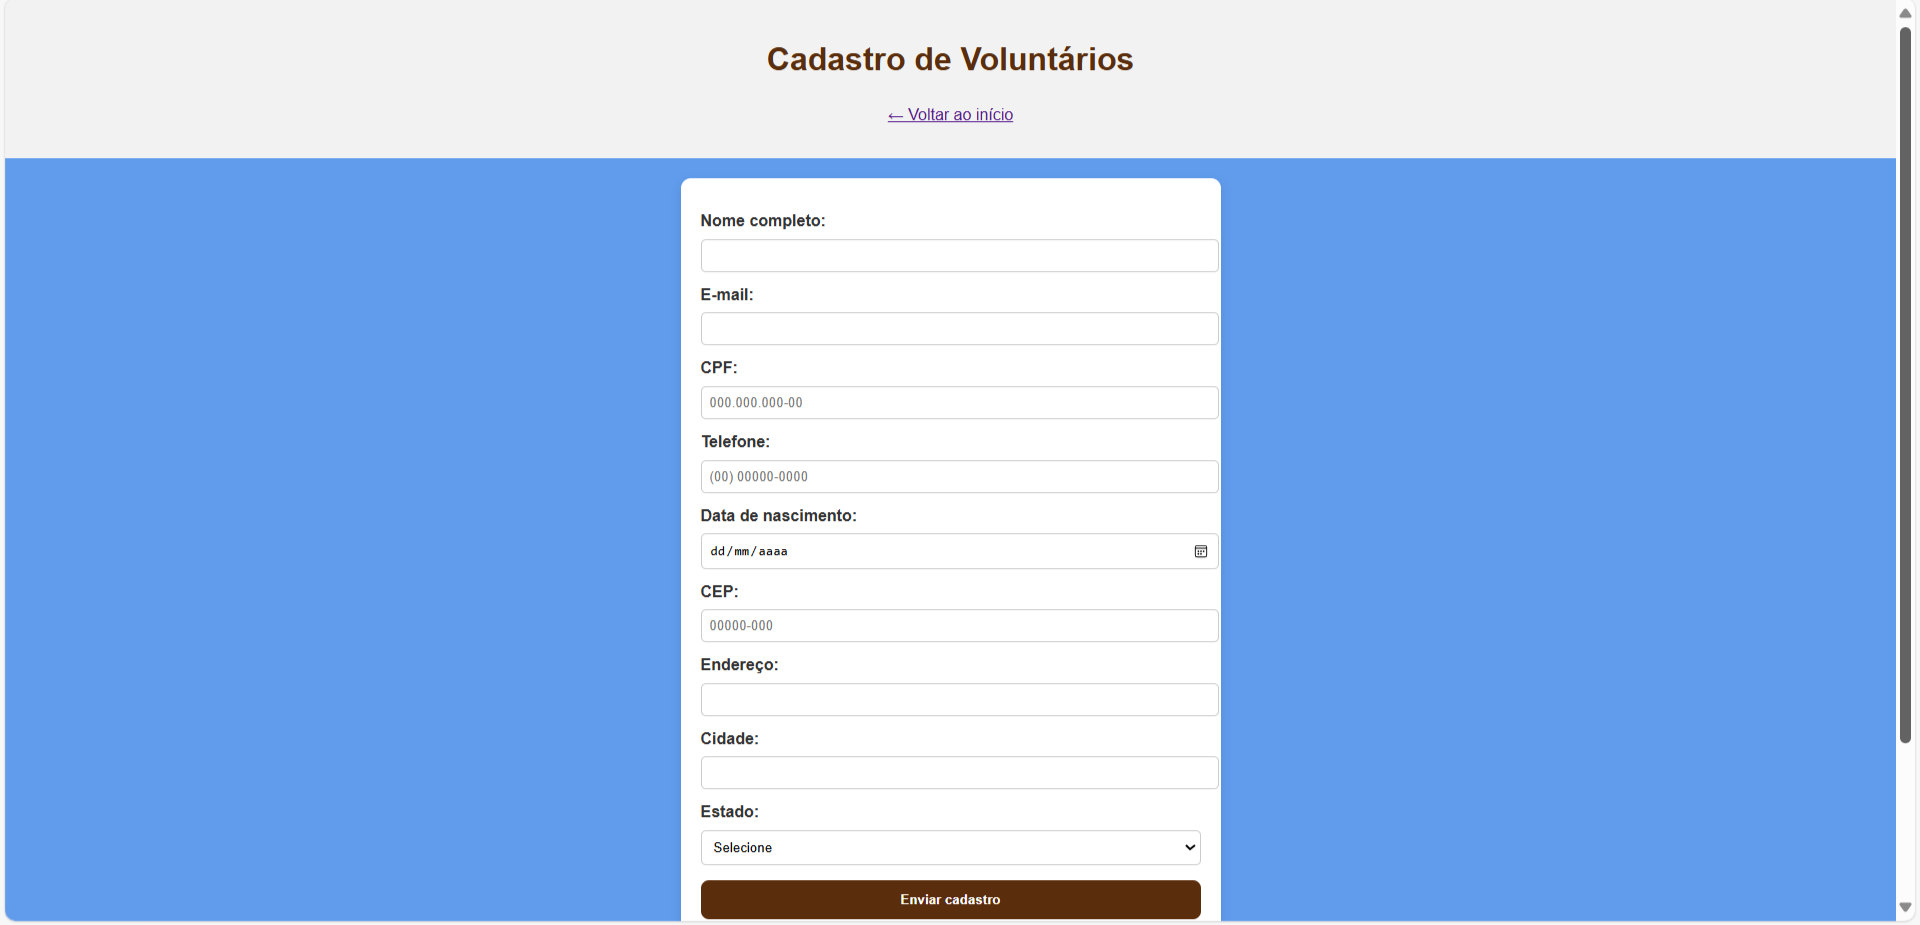 Cadastro de Voluntários
← Voltar ao início
Nome completo:
E-mail:
CPF:
000.000.000-00
Telefone:
(00) 00000-0000
Data de nascimento:
dd/mm/aaaa
CEP:
00000-000
Endereço:
Cidade:
Estado:
Selecione
Enviar cadastro